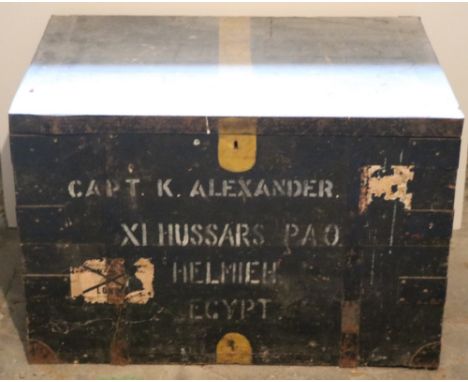 CAPT. K. ALEXANDER.
XI HUSSARS P.A.O.
HELMIEH
EGYPT